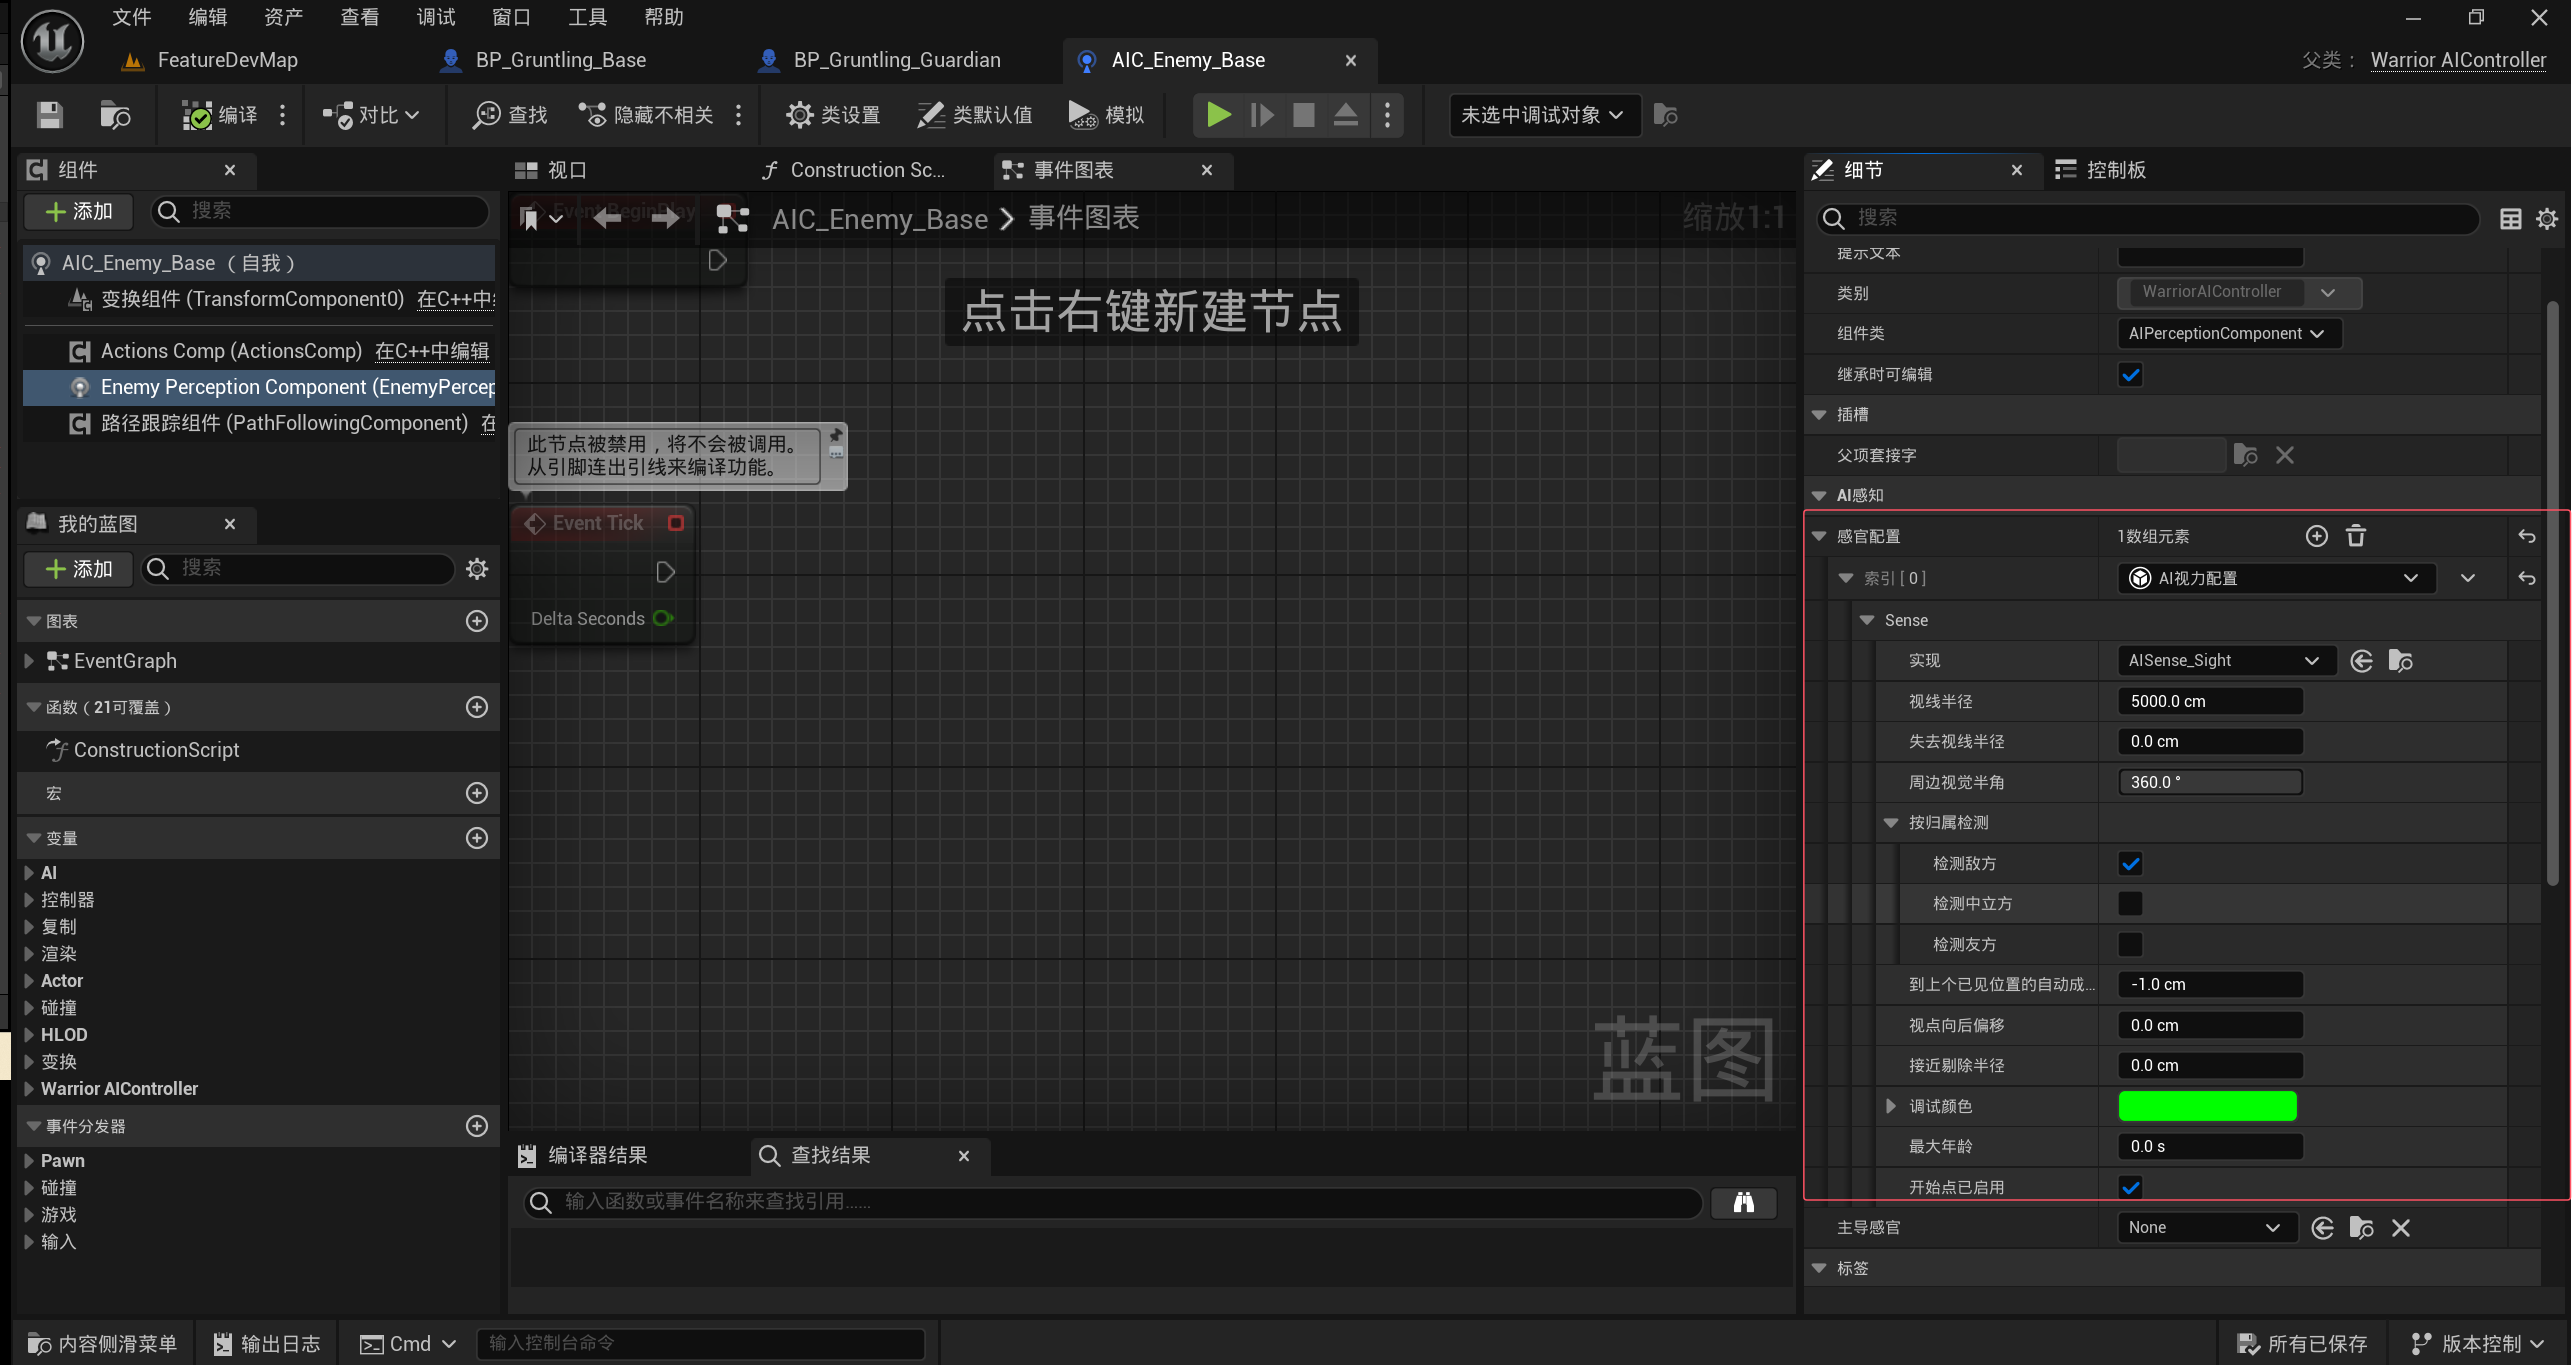 文件 编辑 资产 查看 调试 窗口 工具 帮助
FeatureDevMap BP_Gruntling_Base BP_Gruntling_Guardian AIC_Enemy_Base 父类： Warrior AIController
编译 对比 查找 隐藏不相关 类设置 类默认值 模拟 未选中调试对象
组件
添加 搜索
AIC_Enemy_Base （自我）
变换组件 (TransformComponent0) 在C++中编
Actions Comp (ActionsComp) 在C++中编辑
Enemy Perception Component (EnemyPercep
路径跟踪组件 (PathFollowingComponent) 在
我的蓝图
添加 搜索
图表
EventGraph
函数（21可覆盖）
ConstructionScript
宏
变量
AI
控制器
复制
渲染
Actor
碰撞
HLOD
变换
Warrior AIController
事件分发器
Pawn
碰撞
游戏
输入
视口 Construction Sc... 事件图表
Event BeginPlay
AIC_Enemy_Base > 事件图表 缩放1:1
点击右键新建节点
此节点被禁用，将不会被调用。
从引脚连出引线来编译功能。
Event Tick
Delta Seconds
蓝图
编译器结果 查找结果
输入函数或事件名称来查找引用……
细节 控制板
搜索
提示文本
类别 WarriorAIController
组件类 AIPerceptionComponent
继承时可编辑
插槽
父项套接字
AI感知
感官配置 1数组元素
索引 [ 0 ] AI视力配置
Sense
实现 AISense_Sight
视线半径 5000.0 cm
失去视线半径 0.0 cm
周边视觉半角 360.0 °
按归属检测
检测敌方
检测中立方
检测友方
到上个已见位置的自动成... -1.0 cm
视点向后偏移 0.0 cm
接近剔除半径 0.0 cm
调试颜色
最大年龄 0.0 s
开始点已启用
主导感官 None
标签
内容侧滑菜单 输出日志 Cmd 输入控制台命令 所有已保存 版本控制